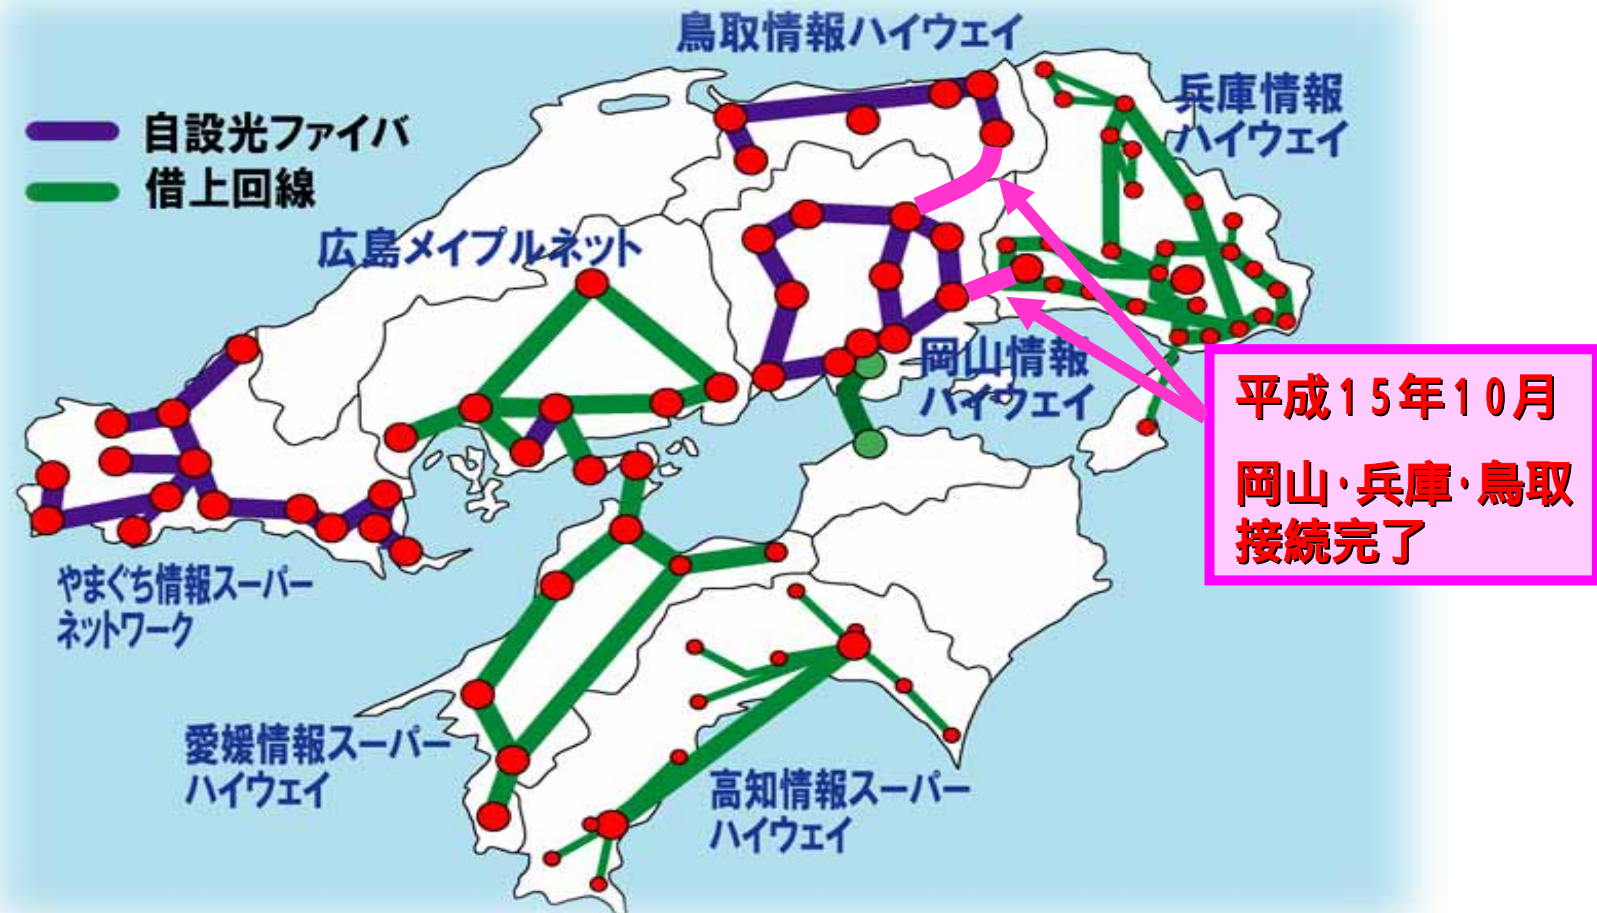 鳥取情報ハイウェイ
兵庫情報
ハイウェイ
自設光ファイバ
借上回線
広島メイプルネット
岡山情報
ハイウェイ
平成15年10月
岡山・兵庫・鳥取
接続完了
やまぐち情報スーパー
ネットワーク
愛媛情報スーパー
ハイウェイ
高知情報スーパー
ハイウェイ